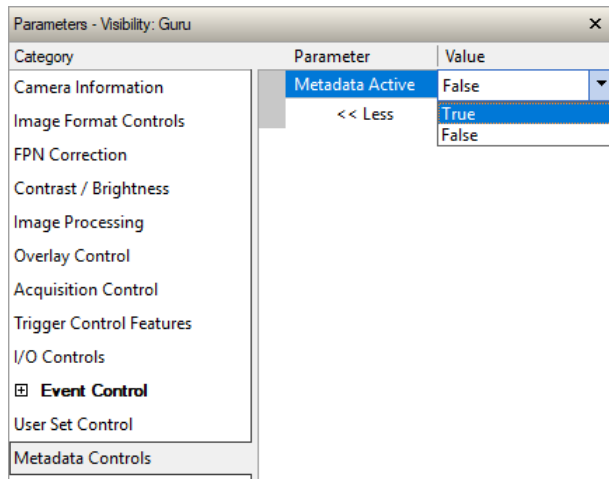 Parameters - Visibility: Guru ×
Category Parameter Value
Camera Information Metadata Active False
Image Format Controls << Less True
FPN Correction False
Contrast / Brightness
Image Processing
Overlay Control
Acquisition Control
Trigger Control Features
I/O Controls
Event Control
User Set Control
Metadata Controls